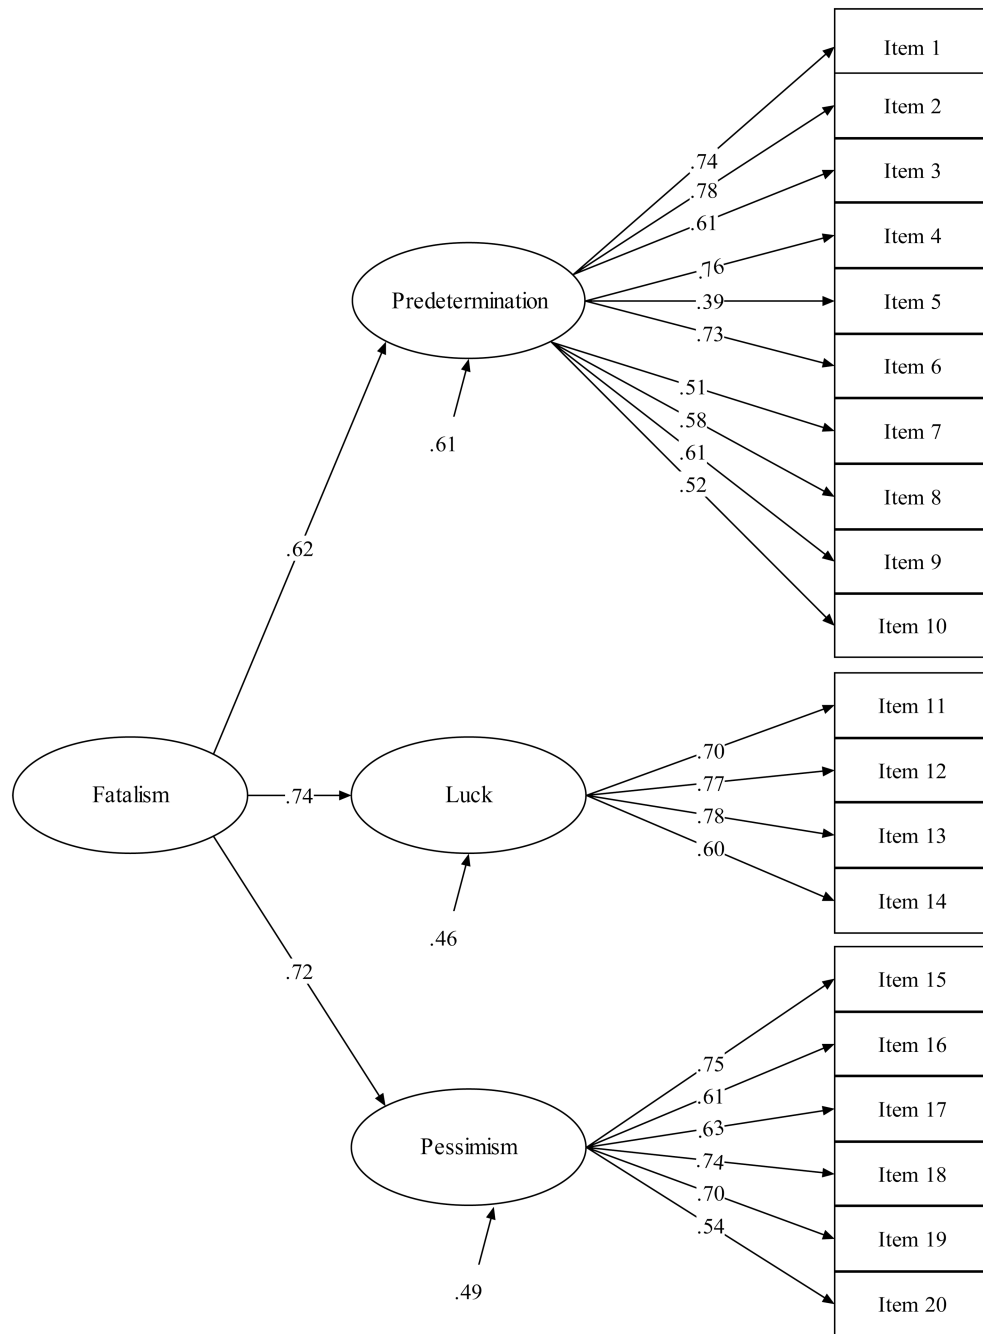 Item 1
Item 2
Item 3
Item 4
Item 5
Item 6
Item 7
Item 8
Item 9
Item 10
.74
.78
.61
.76
.39
.73
.51
.58
.61
.52
Predetermination
.61
.62
Item 11
Item 12
Item 13
Item 14
.70
.77
.78
.60
Fatalism
.74
Luck
.46
.72
Item 15
Item 16
Item 17
Item 18
Item 19
Item 20
.75
.61
.63
.74
.70
.54
Pessimism
.49